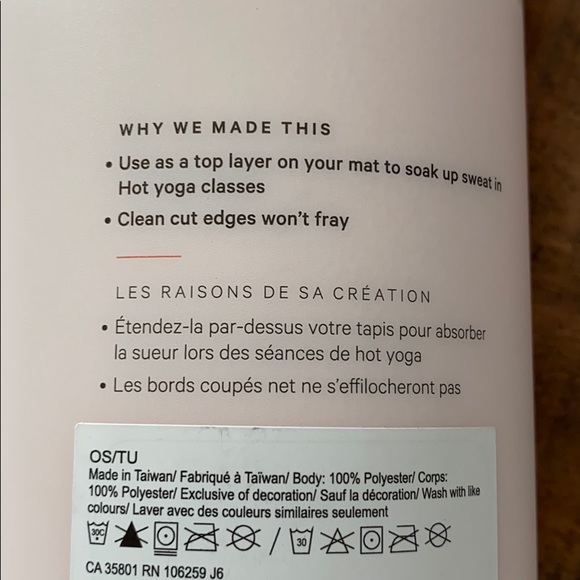 WHY WE MADE THIS
• Use as a top layer on your mat to soak up sweat in
Hot yoga classes
• Clean cut edges won't fray
LES RAISONS DE SA CRÉATION
• Étendez-la par-dessus votre tapis pour absorber
la sueur lors des séances de hot yoga
• Les bords coupés net ne s'effilocheront pas
OS/TU
Made in Taiwan/ Fabriqué à Taïwan/ Body: 100% Polyester/ Corps:
100% Polyester/ Exclusive of decoration/ Sauf la décoration/ Wash with like
colours/ Laver avec des couleurs similaires seulement
30C / 30
CA 35801 RN 106259 J6